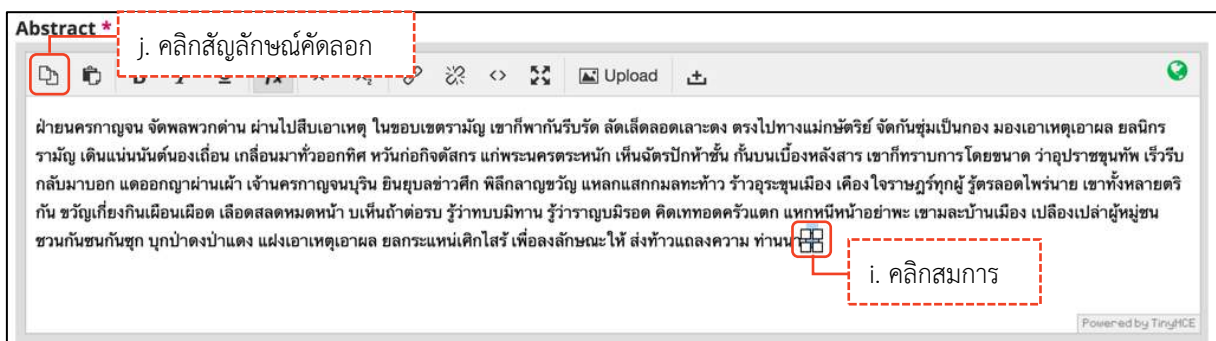 Abstract *
j. คลิกสัญลักษณ์คัดลอก
Upload
ฝ่ายนครกาญจน จัดพลพวกด่าน ผ่านไปสืบเอาเหตุ ในขอบเขตรามัญ เขาก็พากันรีบรัด ลัดเล็ดลอดเลาะดง ตรงไปทางแม่กษัตริย์ จัดกันซุ่มเป็นกอง มองเอาเหตุเอาผล ยลนิกร
รามัญ เดินแน่นนันต์นองเถื่อน เกลื่อนมาทั่วออกทิศ หวันก่อกิจดัสกร แก่พระนครตระหนัก เห็นฉัตรปักห้าชั้น กั้นบนเบื้องหลังสาร เขาก็ทราบการโดยขนาด ว่าอุปราชขุนทัพ เร็วรีบ
กลับมาบอก แดออกญาผ่านเผ้า เจ้านครกาญจนบุริน ยินยุบลข่าวศึก พิลึกลาญขวัญ แหลกแสกกมลทะท้าว ร้าวอุระขุนเมือง เคืองใจราษฎร์ทุกผู้ รู้ตรลอดไพร่นาย เขาทั้งหลายตริ
กัน ขวัญเกี่ยงกินเผือนเผือด เลือดสลดหมดหน้า บเห็นถ้าต่อรบ รู้ว่าทบบมิทาน รู้ว่าราญบมิรอด คิดเททอดครัวแตก แหกหนีหน้าอย่าพะ เขามละบ้านเมือง เปลืองเปล่าผู้หมู่ชน
ชวนกันซนกันซุก บุกป่าดงป่าแดง แฝงเอาเหตุเอาผล ยลกระแหน่เศิกไสร้ เพื่อลงลักษณะให้ ส่งท้าวแถลงความ ท่านนา
i. คลิกสมการ
Powered by TinyMCE